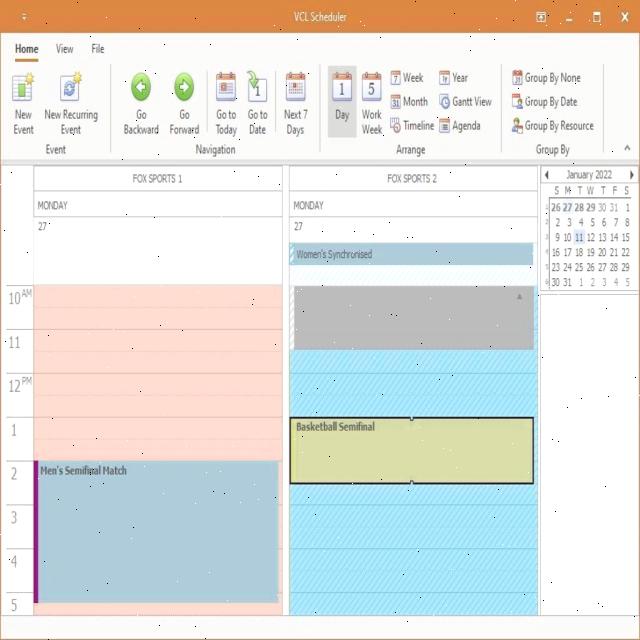 VCL Scheduler
Home View File
New Event
New Recurring Event
Go Backward
Go Forward
Go to Today
Go to Date
Next 7 Days
1 Day
5 Work Week
7 Week
31 Month
Timeline
1y Year
Gantt View
Agenda
Group By None
Group By Date
Group By Resource
Event Navigation Arrange Group By
FOX SPORTS 1 FOX SPORTS 2
MONDAY MONDAY
27 27
Women's Synchronised
10 AM
11
12 PM
1 Basketball Semifinal
2 Men's Semifinal Match
3
4
5
January 2022
S M T W T F S
26 27 28 29 30 31 1
2 3 4 5 6 7 8
9 10 11 12 13 14 15
16 17 18 19 20 21 22
23 24 25 26 27 28 29
30 31 1 2 3 4 5